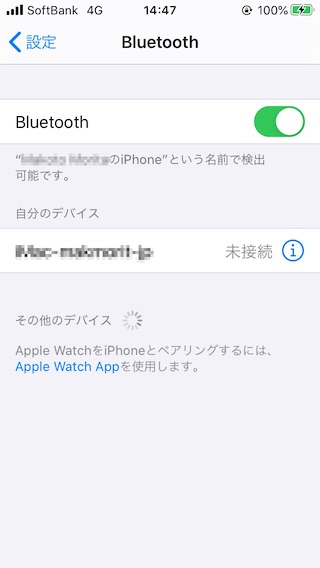 SoftBank 4G 14:47 100%
設定 Bluetooth
Bluetooth
のiPhone"という名前で検出
可能です。
自分のデバイス
未接続
その他のデバイス
Apple WatchをiPhoneとペアリングするには、
Apple Watch Appを使用します。